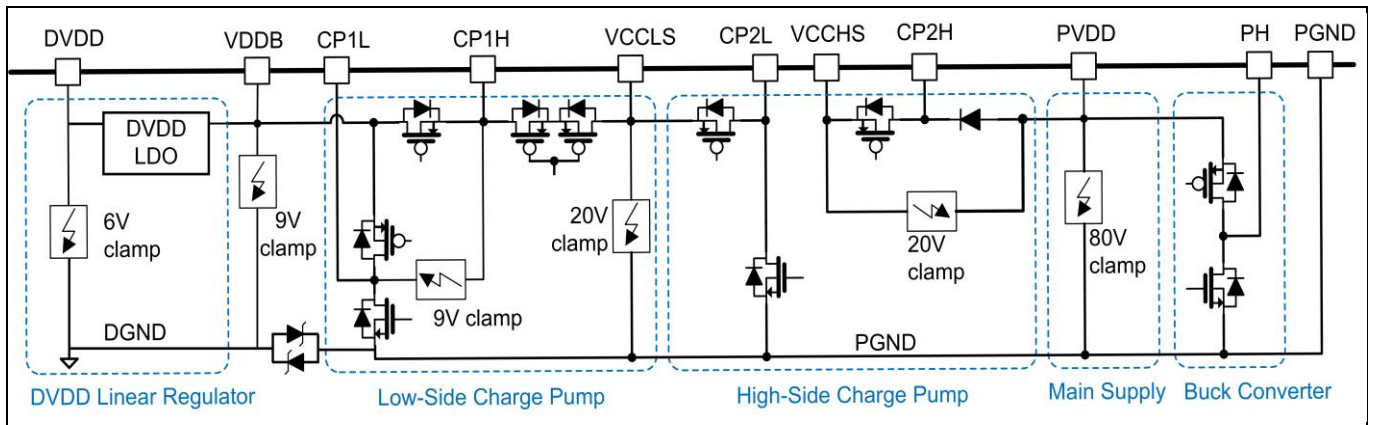 DVDD
VDDB
CP1L
CP1H
VCCLS
CP2L
VCCHS
CP2H
PVDD
PH
PGND
DVDD
LDO
6V
clamp
9V
clamp
9V clamp
20V
clamp
20V
clamp
80V
clamp
DGND
PGND
DVDD Linear Regulator
Low-Side Charge Pump
High-Side Charge Pump
Main Supply
Buck Converter